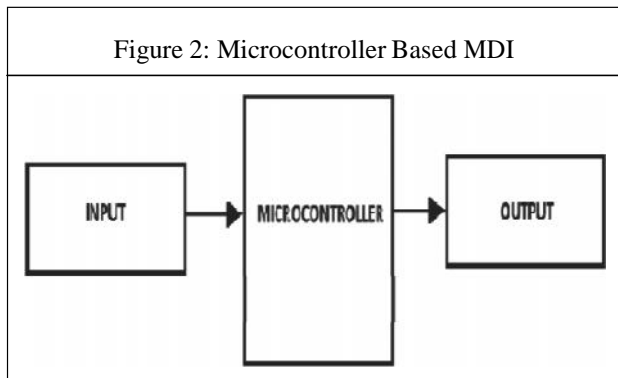 Figure 2: Microcontroller Based MDI
INPUT
MICROCONTROLLER
OUTPUT